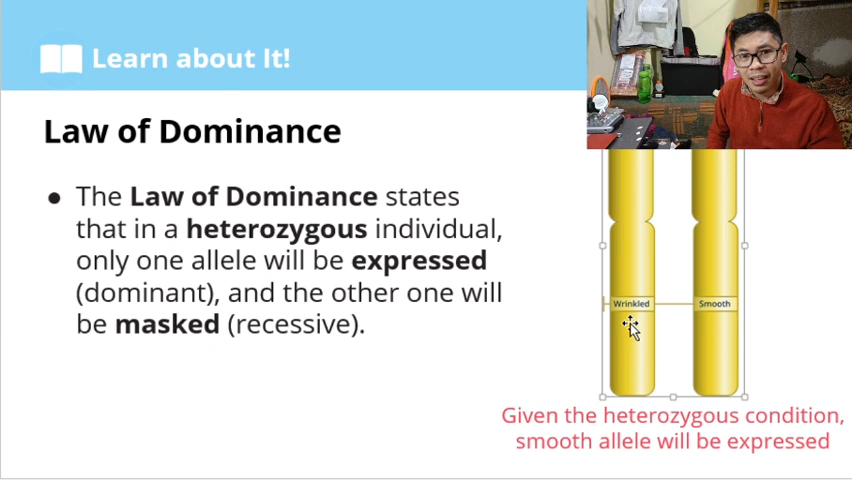 Learn about It!
Law of Dominance
● The Law of Dominance states
that in a heterozygous individual,
only one allele will be expressed
(dominant), and the other one will
be masked (recessive).
Wrinkled Smooth
Given the heterozygous condition,
smooth allele will be expressed